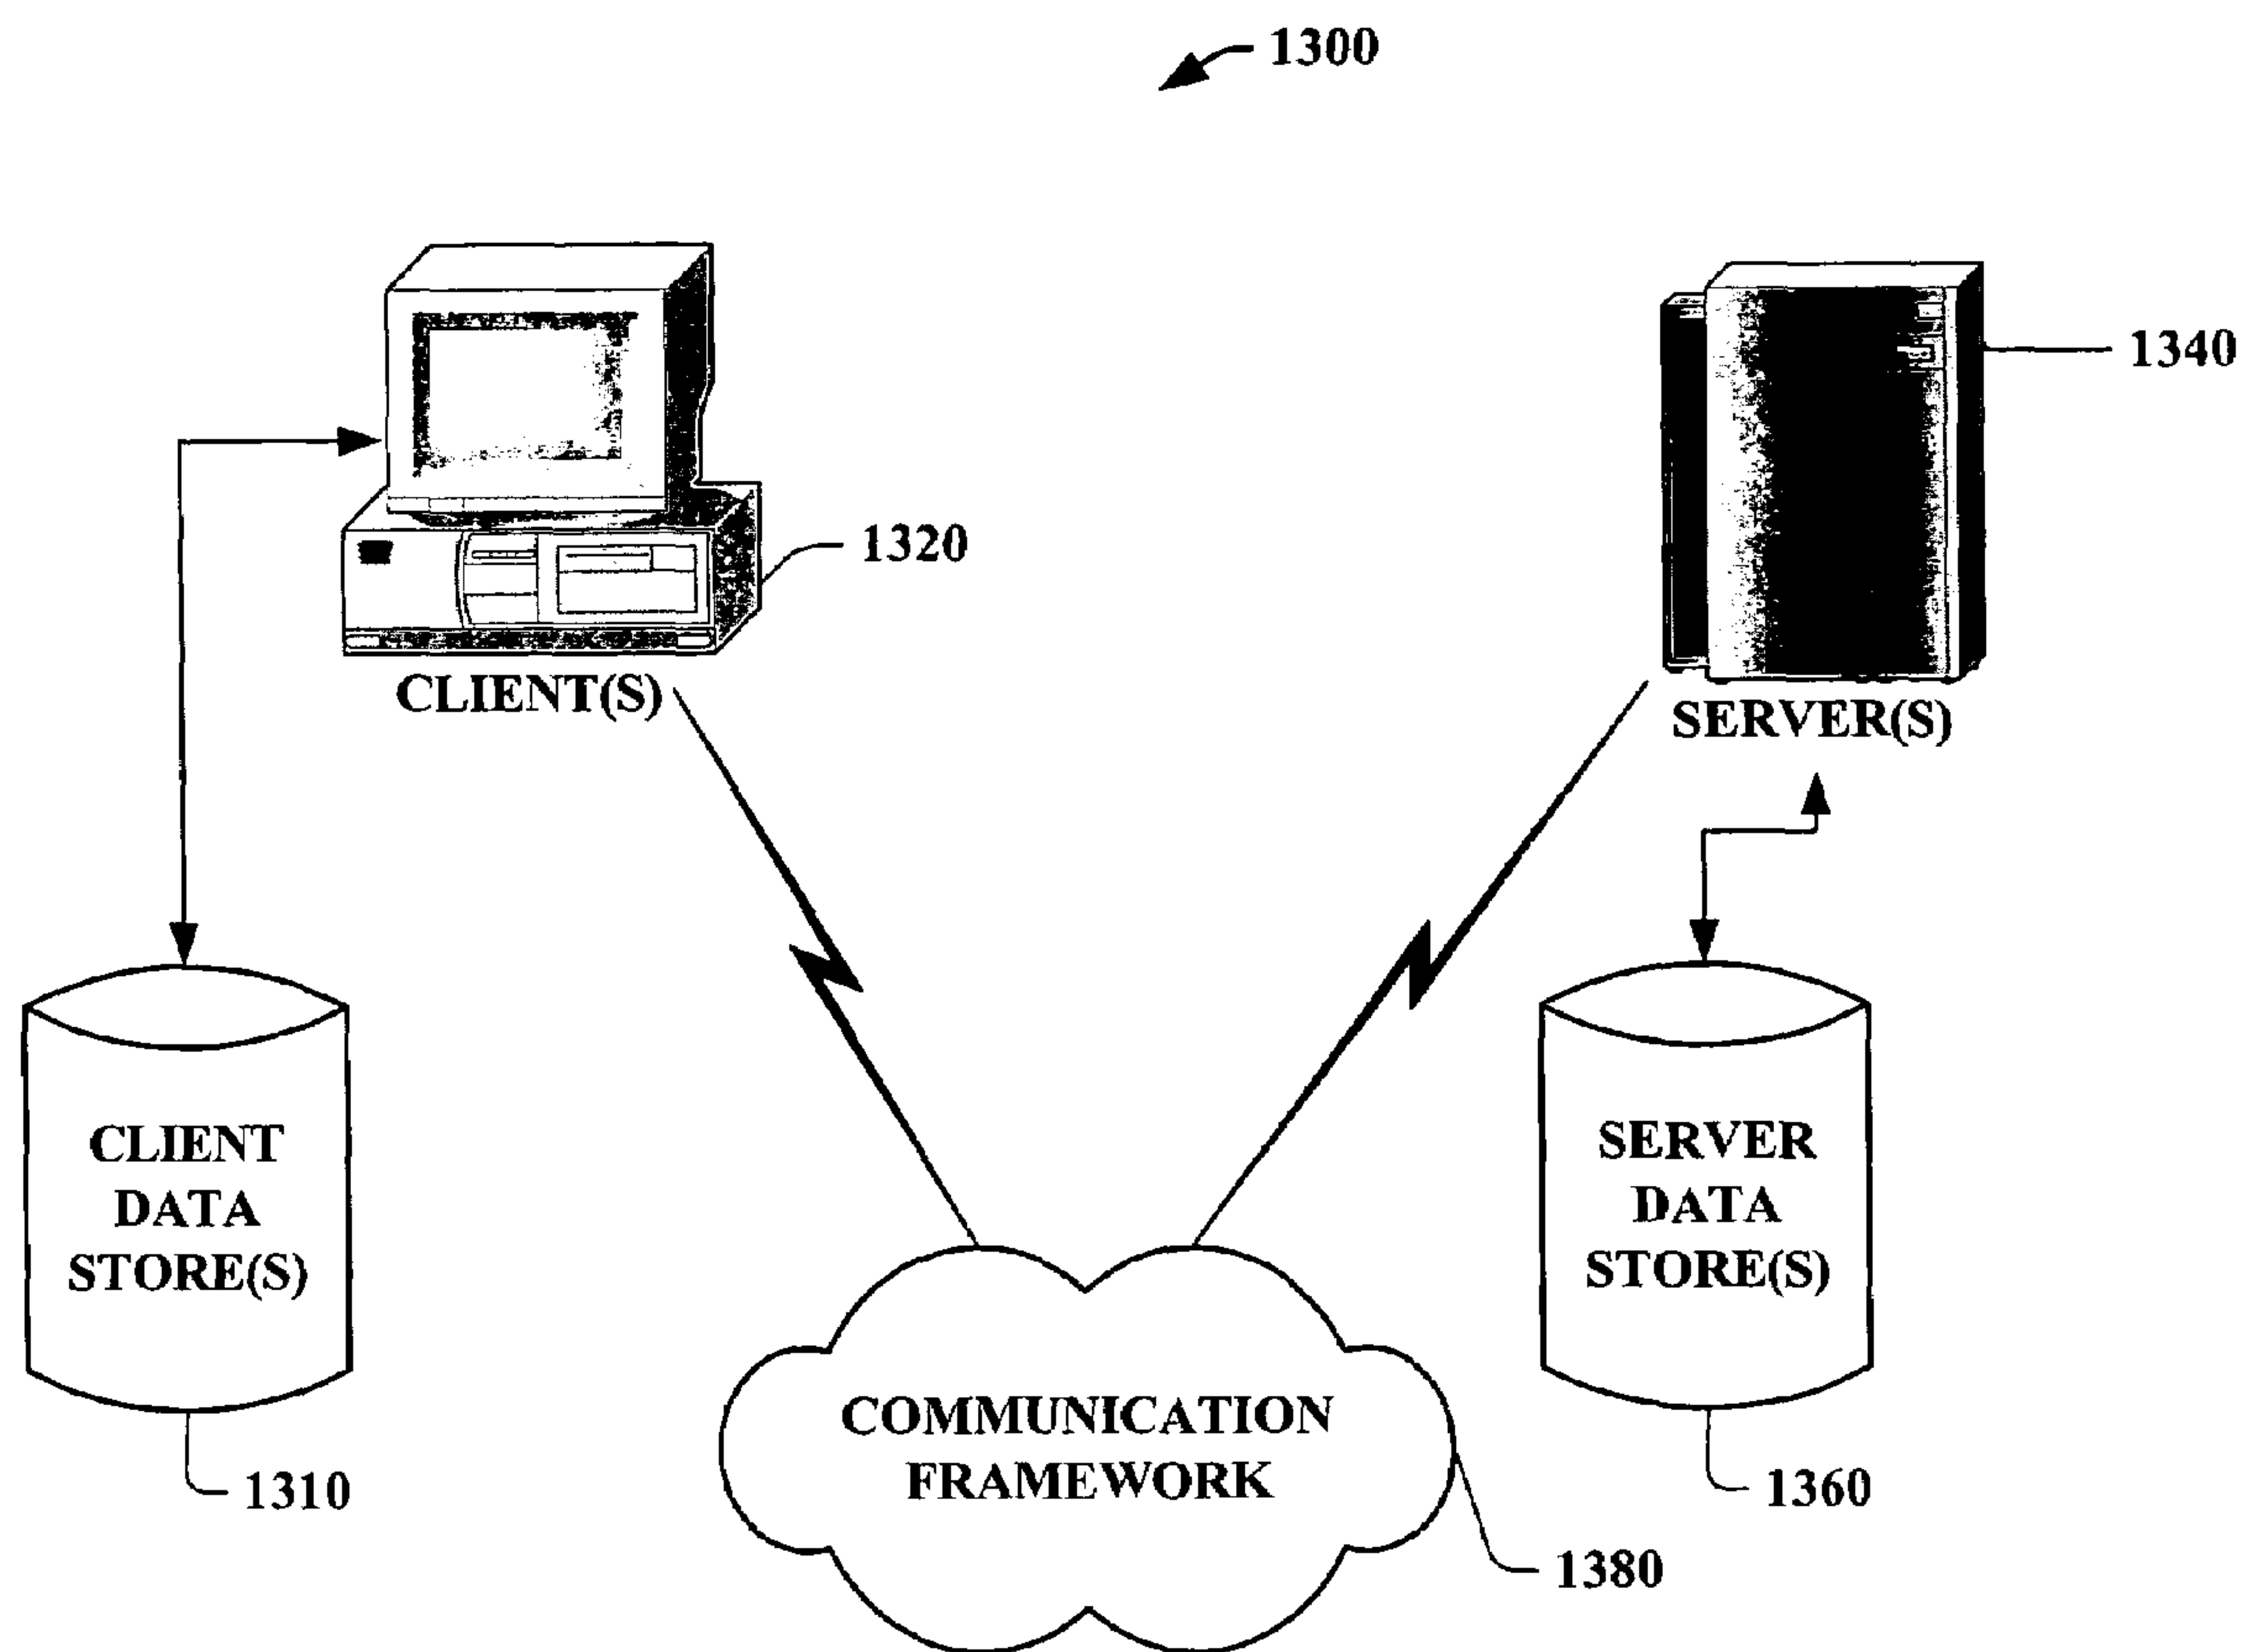 1300
1340
1320
CLIENT(S)
SERVER(S)
CLIENT
DATA
STORE(S)
SERVER
DATA
STORE(S)
COMMUNICATION
FRAMEWORK
1310
1360
1380